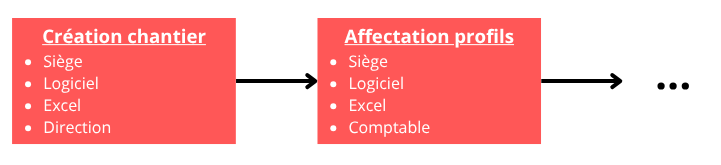 Création chantier
• Siège
• Logiciel
• Excel
• Direction
Affectation profils
• Siège
• Logiciel
• Excel
• Comptable
...